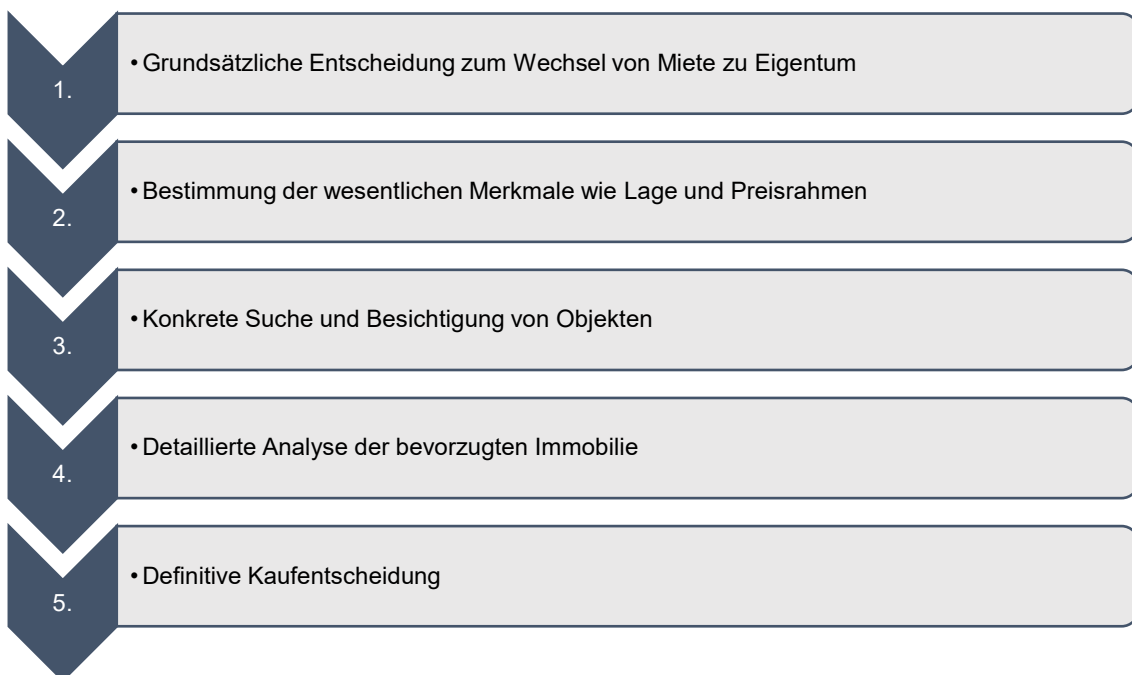 1.
• Grundsätzliche Entscheidung zum Wechsel von Miete zu Eigentum
2.
• Bestimmung der wesentlichen Merkmale wie Lage und Preisrahmen
3.
• Konkrete Suche und Besichtigung von Objekten
4.
• Detaillierte Analyse der bevorzugten Immobilie
5.
• Definitive Kaufentscheidung